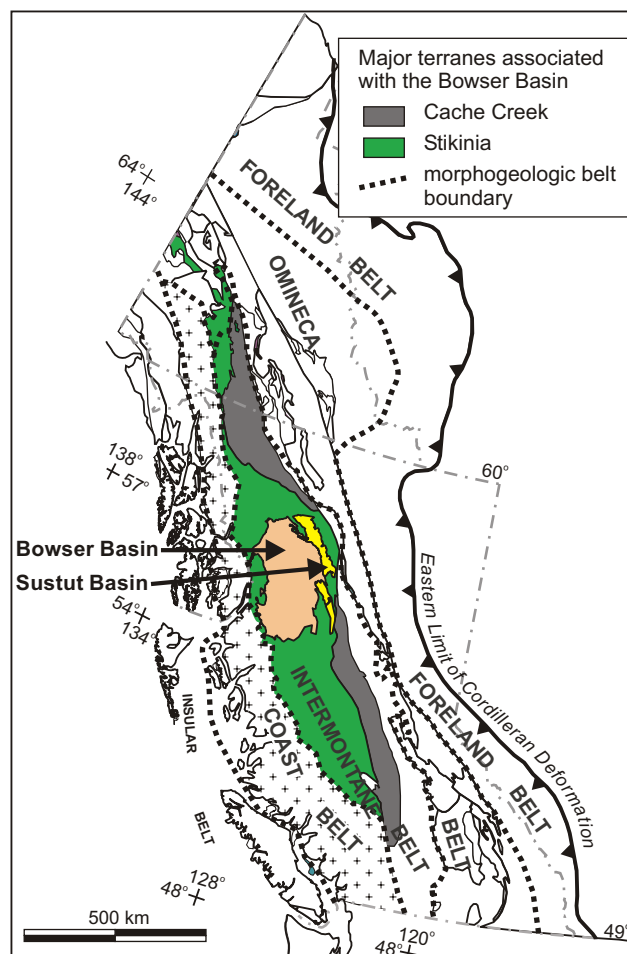 Major terranes associated
with the Bowser Basin
Cache Creek
Stikinia
morphogeologic belt
boundary
64°
144°
FORELAND
BELT
OMINECA
138°
57°
60°
Bowser Basin
Sustut Basin
54°
134°
Eastern Limit of Cordilleran Deformation
INSULAR
BELT
COAST
BELT
INTERMONTANE
BELT
BELT
FORELAND
BELT
128°
48°
500 km
120°
48°
49°